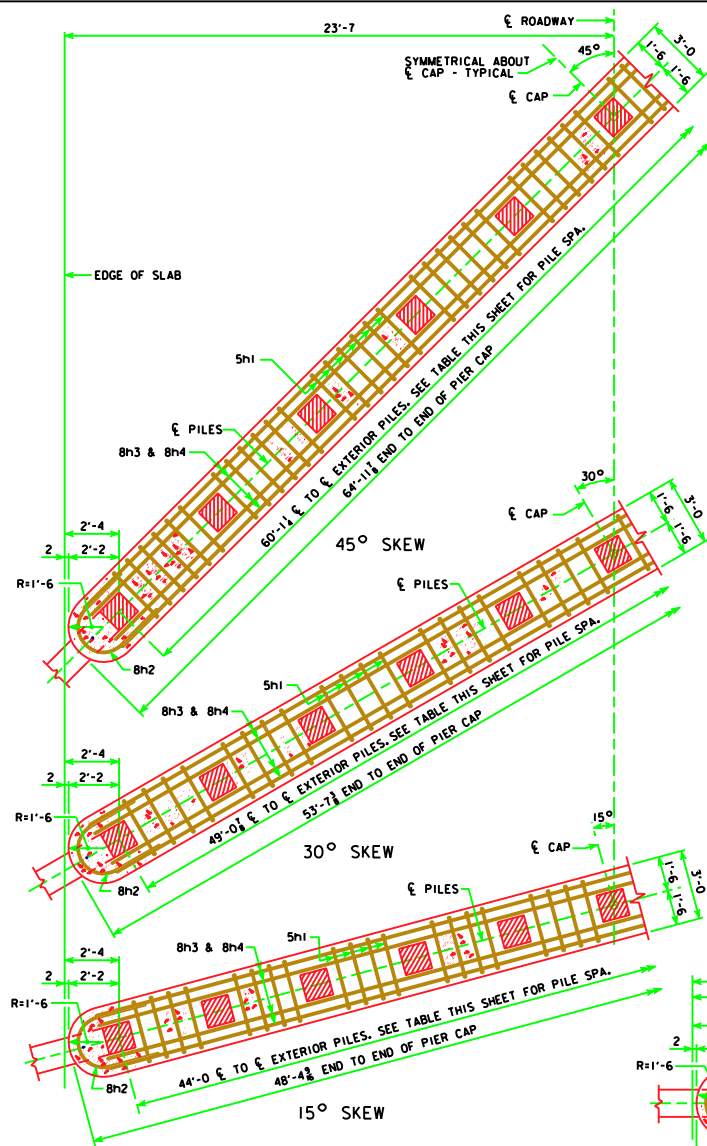 23'-7
℄ ROADWAY
45°
SYMMETRICAL ABOUT
℄ CAP - TYPICAL
℄ CAP
3'-0
1'-6
1'-6
EDGE OF SLAB
5h1
℄ PILES
8h3 & 8h4
60'-1¼ ℄ TO ℄ EXTERIOR PILES. SEE TABLE THIS SHEET FOR PILE SPA.
64'-11⅞ END TO END OF PIER CAP
45° SKEW
2'-4
2
2'-2
R=1'-6
8h2
30°
℄ CAP
3'-0
1'-6
1'-6
℄ PILES
5h1
8h3 & 8h4
49'-0⅞ ℄ TO ℄ EXTERIOR PILES. SEE TABLE THIS SHEET FOR PILE SPA.
53'-7⅜ END TO END OF PIER CAP
30° SKEW
2'-4
2
2'-2
R=1'-6
8h2
15°
℄ CAP
3'-0
1'-6
1'-6
℄ PILES
5h1
8h3 & 8h4
44'-0 ℄ TO ℄ EXTERIOR PILES. SEE TABLE THIS SHEET FOR PILE SPA.
48'-4 9/16 END TO END OF PIER CAP
15° SKEW
2'-4
2
2'-2
R=1'-6
8h2
2
R=1'-6